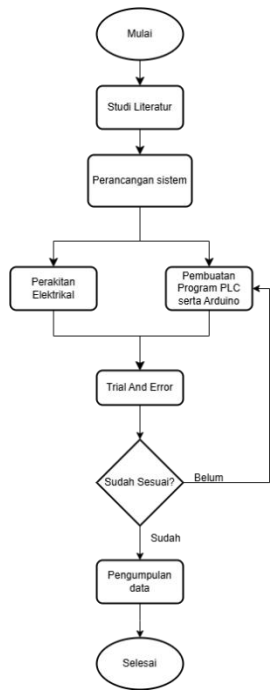 Mulai
Studi Literatur
Perancangan sistem
Perakitan
Elektrikal
Pembuatan
Program PLC
serta Arduino
Trial And Error
Sudah Sesuai?
Belum
Sudah
Pengumpulan
data
Selesai